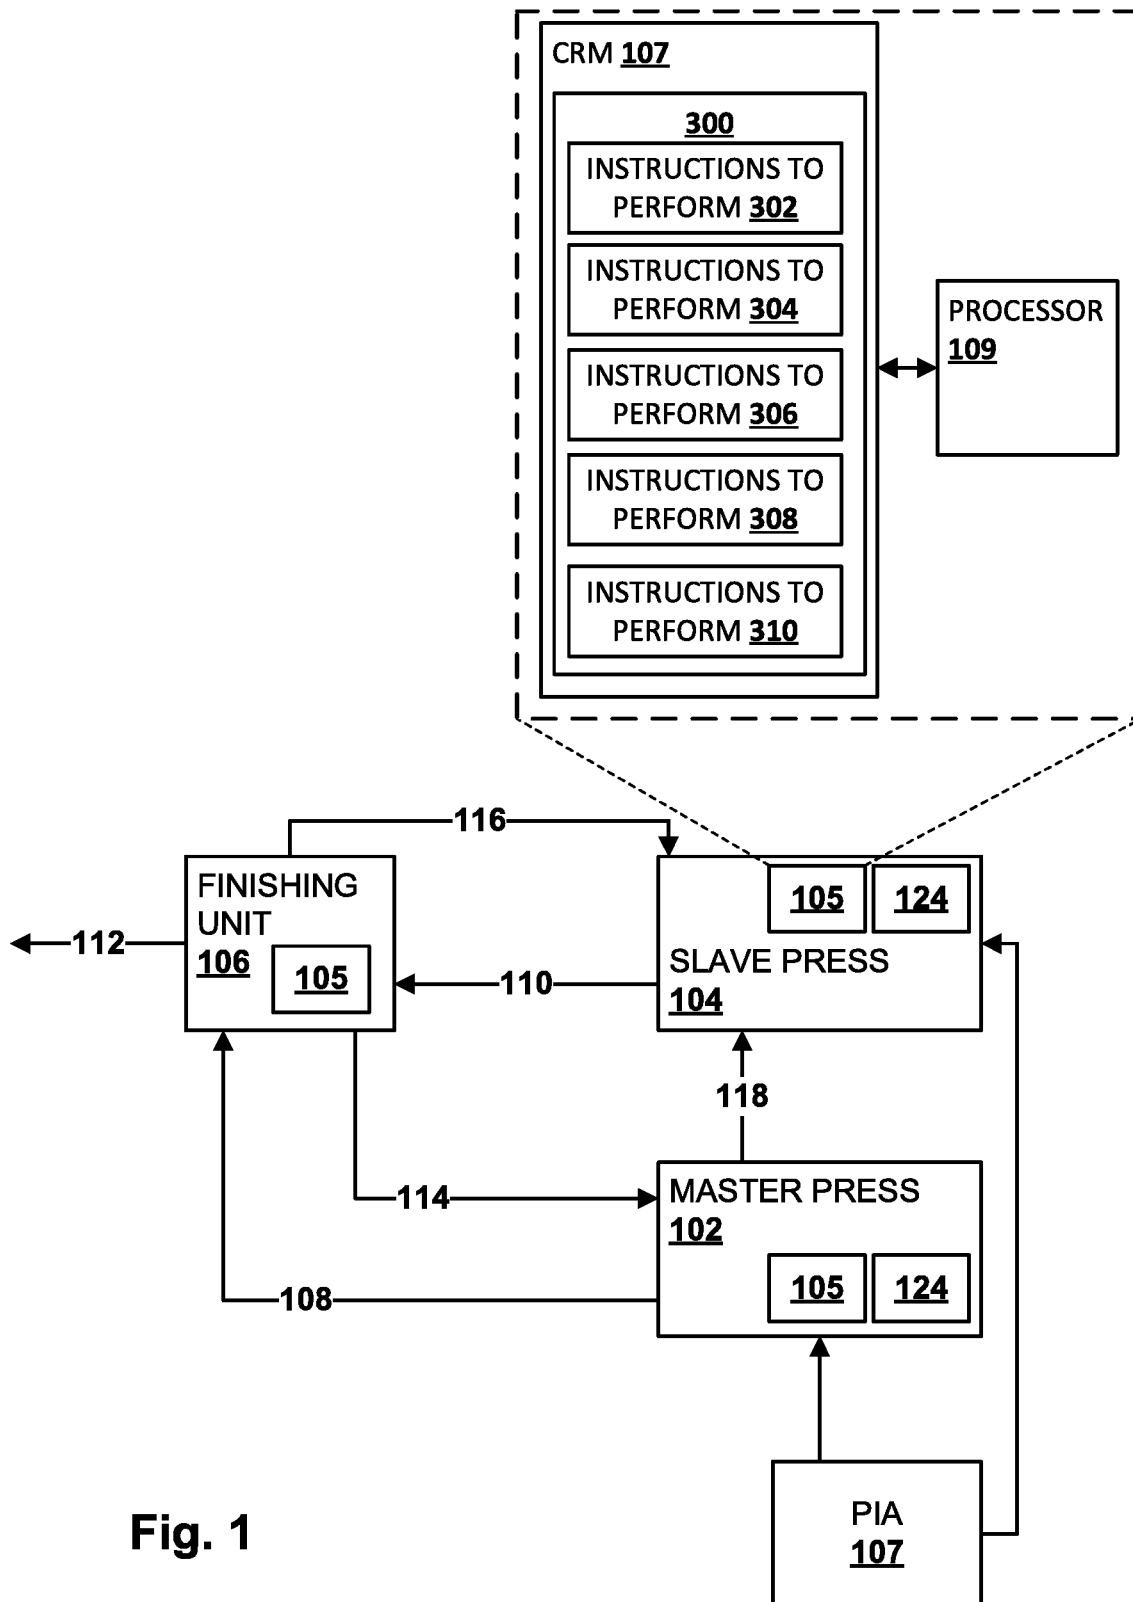 CRM 107
300
INSTRUCTIONS TO
PERFORM 302
INSTRUCTIONS TO
PERFORM 304
INSTRUCTIONS TO
PERFORM 306
INSTRUCTIONS TO
PERFORM 308
INSTRUCTIONS TO
PERFORM 310
PROCESSOR
109
116
FINISHING
UNIT
106
105
112
110
105
124
SLAVE PRESS
104
118
114
108
MASTER PRESS
102
105
124
PIA
107
Fig. 1